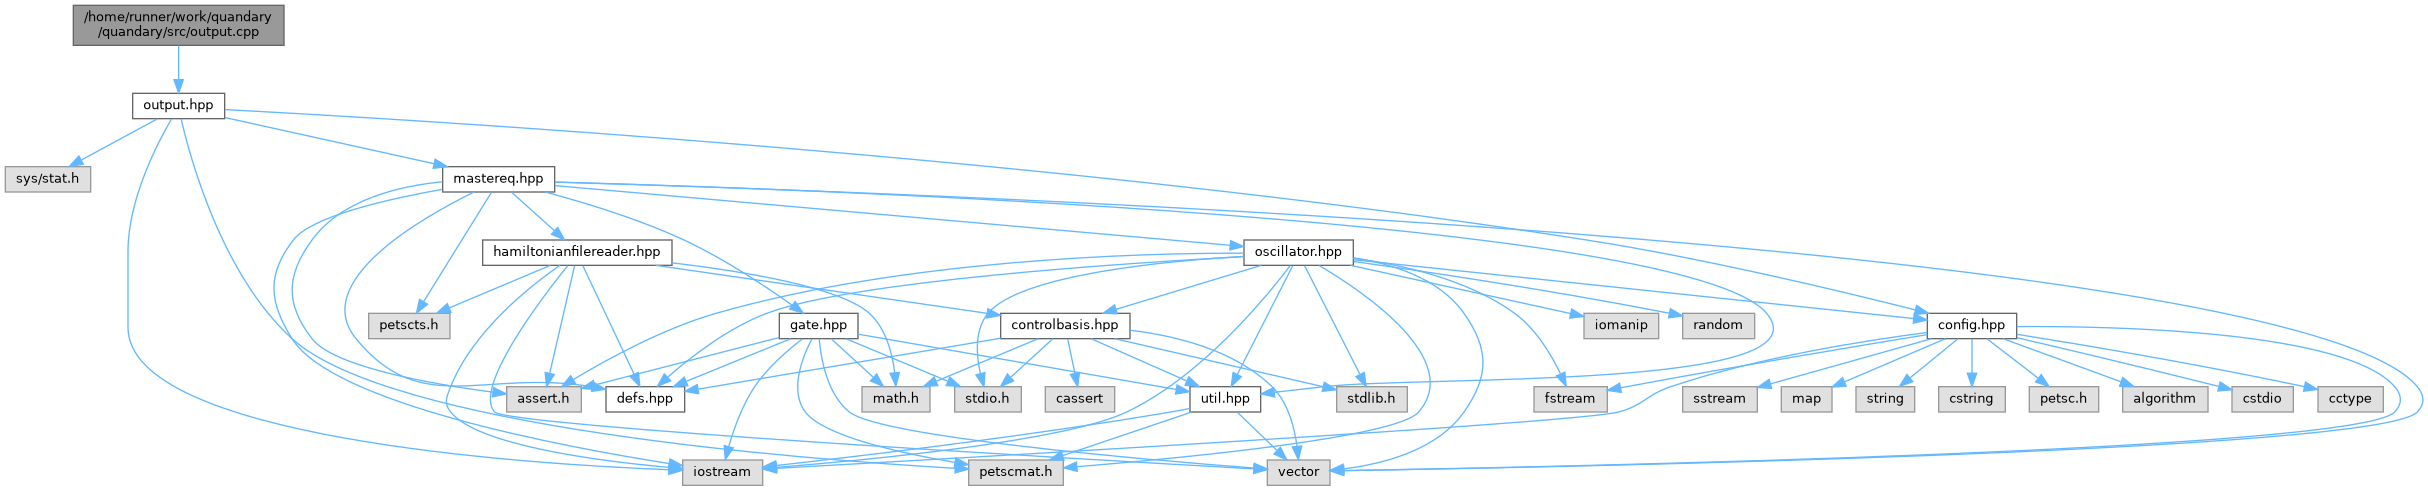 /home/runner/work/quandary
/quandary/src/output.cpp
output.hpp
sys/stat.h
mastereq.hpp
hamiltonianfilereader.hpp
oscillator.hpp
petscts.h
gate.hpp
controlbasis.hpp
iomanip
random
config.hpp
assert.h
defs.hpp
math.h
stdio.h
cassert
util.hpp
stdlib.h
fstream
sstream
map
string
cstring
petsc.h
algorithm
cstdio
cctype
iostream
petscmat.h
vector